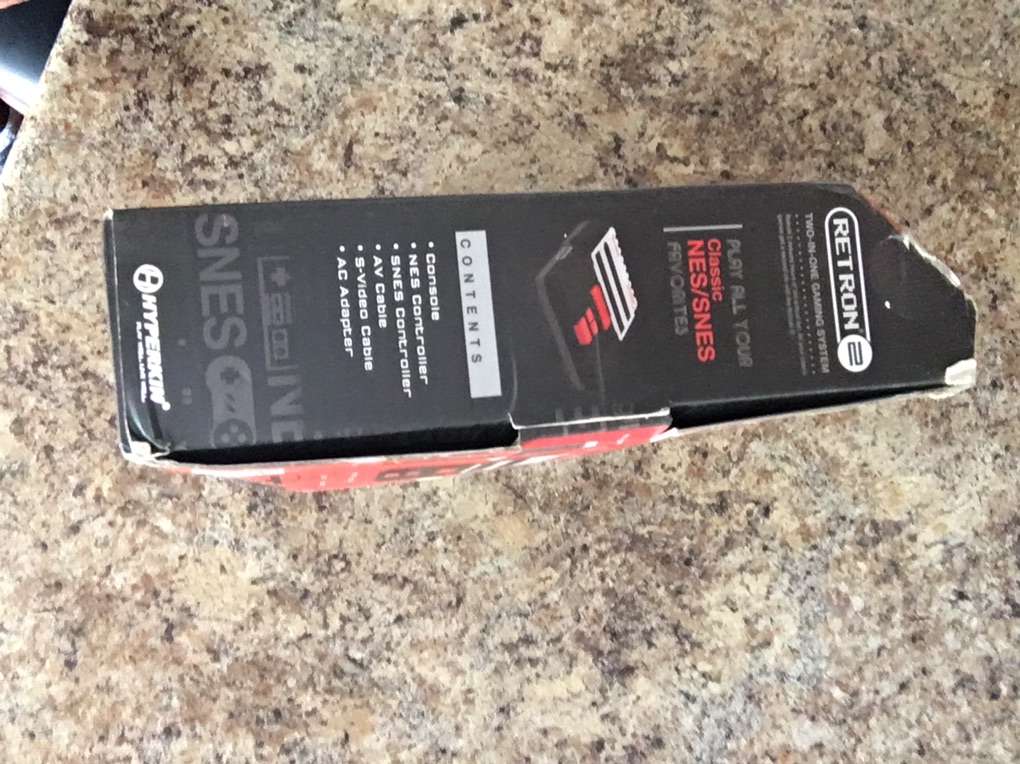 RETRON 2
TWO-IN-ONE GAMING SYSTEM
PLAY ALL YOUR
Classic
NES/SNES
FAVORITES
CONTENTS
• Console
• NES Controller
• SNES Controller
• AV Cable
• S-Video Cable
• AC Adapter
SNES
HYPERKIN®